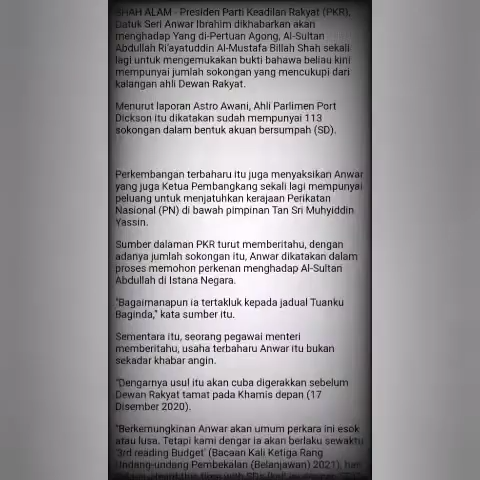 SHAH ALAM - Presiden Parti Keadilan Rakyat (PKR),
Datuk Seri Anwar Ibrahim dikhabarkan akan
menghadap Yang di-Pertuan Agong, Al-Sultan
Abdullah Ri'ayatuddin Al-Mustafa Billah Shah sekali
lagi untuk mengemukakan bukti bahawa beliau kini
mempunyai jumlah sokongan yang mencukupi dari
kalangan ahli Dewan Rakyat.
Menurut laporan Astro Awani, Ahli Parlimen Port
Dickson itu dikatakan sudah mempunyai 113
sokongan dalam bentuk akuan bersumpah (SD).
Perkembangan terbaharu itu juga menyaksikan Anwar
yang juga Ketua Pembangkang sekali lagi mempunyai
peluang untuk menjatuhkan kerajaan Perikatan
Nasional (PN) di bawah pimpinan Tan Sri Muhyiddin
Yassin.
Sumber dalaman PKR turut memberitahu, dengan
adanya jumlah sokongan itu, Anwar dikatakan dalam
proses memohon perkenan menghadap Al-Sultan
Abdullah di Istana Negara.
"Bagaimanapun ia tertakluk kepada jadual Tuanku
Baginda," kata sumber itu.
Sementara itu, seorang pegawai menteri
memberitahu, usaha terbaharu Anwar itu bukan
sekadar khabar angin.
"Dengarnya usul itu akan cuba digerakkan sebelum
Dewan Rakyat tamat pada Khamis depan (17
Disember 2020).
"Berkemungkinan Anwar akan umum perkara ini esok
atau lusa. Tetapi kami dengar ia akan berlaku sewaktu
'3rd reading Budget' (Bacaan Kali Ketiga Rang
Undang-undang Perbekalan (Belanjawan) 2021), hari